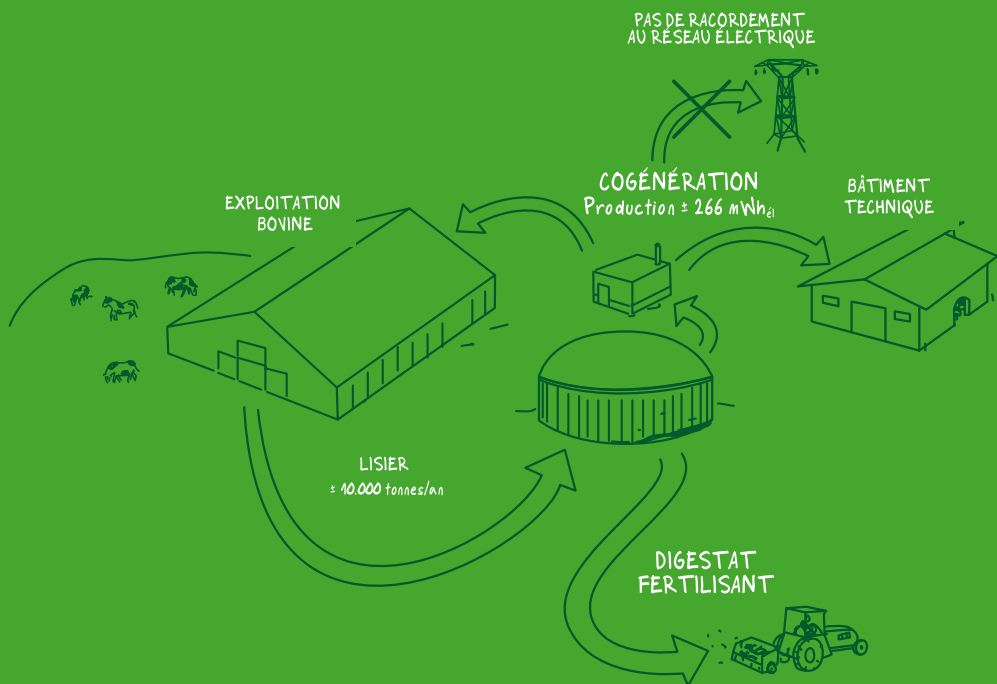 PAS DE RACORDEMENT
AU RÉSEAU ÉLECTRIQUE
COGÉNÉRATION
Production ± 266 mWhél
BÂTIMENT
TECHNIQUE
EXPLOITATION
BOVINE
LISIER
± 10.000 tonnes/an
DIGESTAT
FERTILISANT